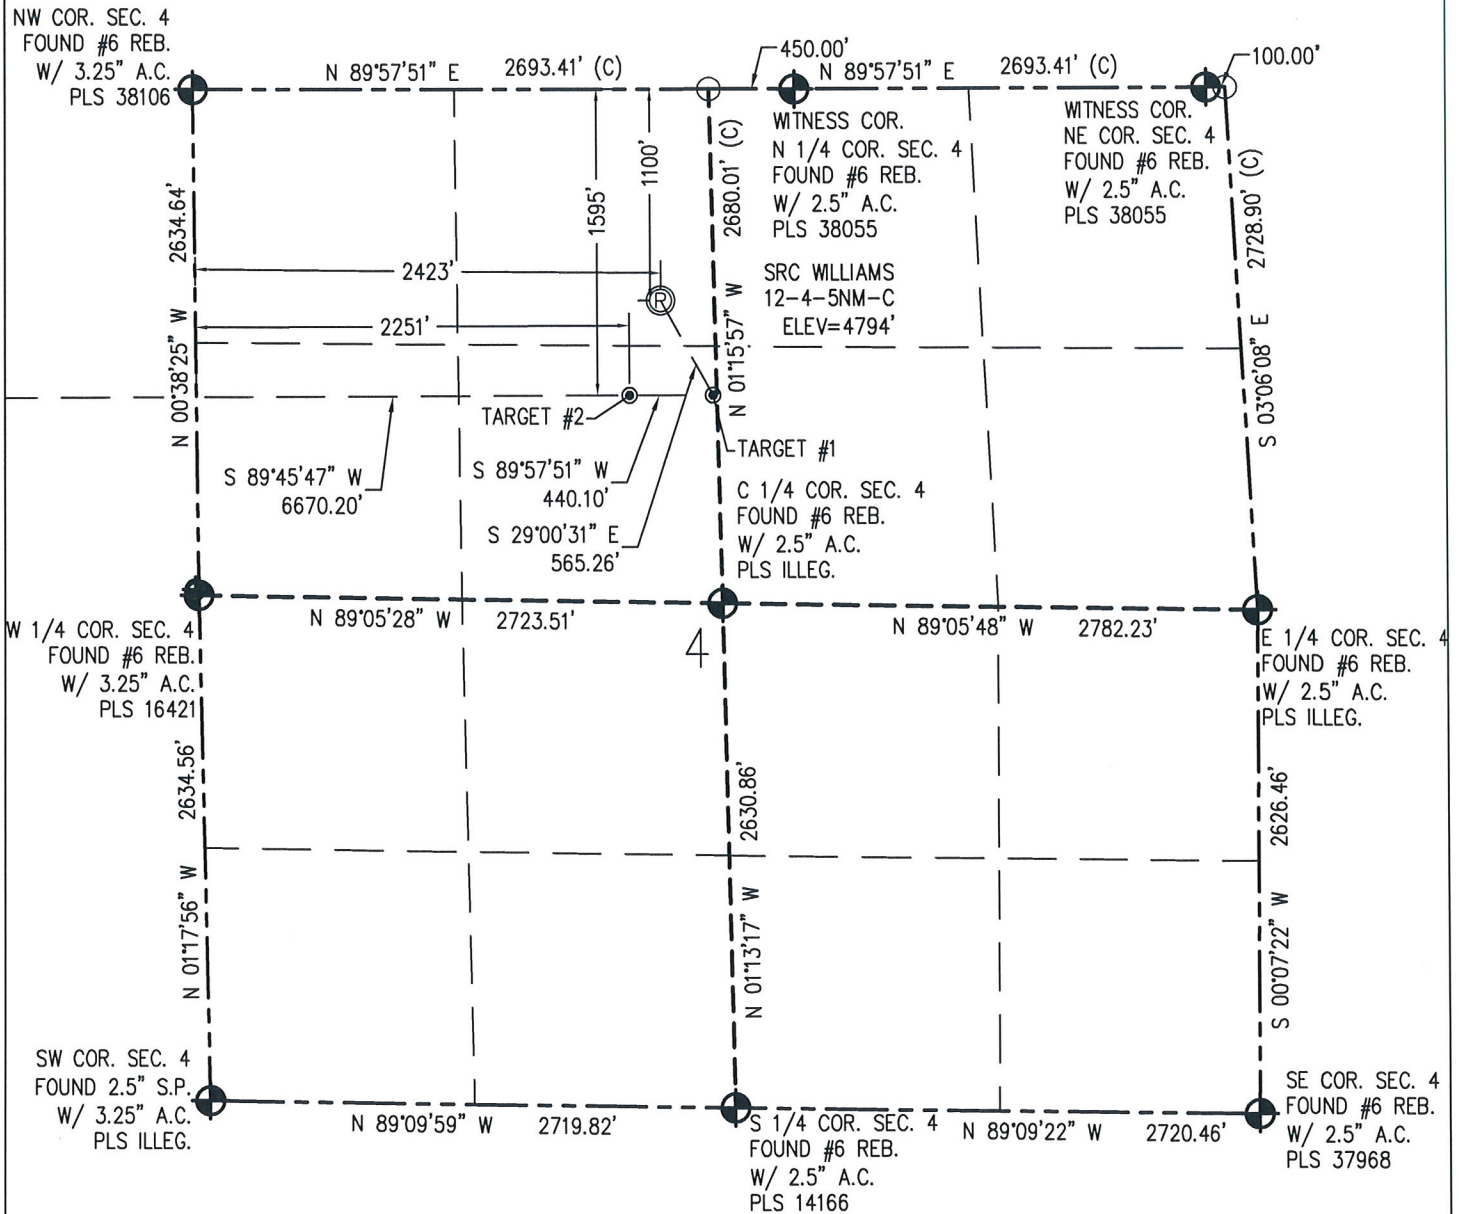 NW COR. SEC. 4
FOUND #6 REB.
W/ 3.25" A.C.
PLS 38106
N 89°57'51" E
2693.41' (C)
450.00'
N 89°57'51" E
2693.41' (C)
100.00'
WITNESS COR.
N 1/4 COR. SEC. 4
FOUND #6 REB.
W/ 2.5" A.C.
PLS 38055
WITNESS COR.
NE COR. SEC. 4
FOUND #6 REB.
W/ 2.5" A.C.
PLS 38055
N 00°38'25" W
2634.64'
1595'
1100'
N 01°15'57" W
2680.01' (C)
S 03°06'08" E
2728.90' (C)
2423'
R
SRC WILLIAMS
12-4-5NM-C
ELEV=4794'
2251'
TARGET #2
TARGET #1
S 89°45'47" W
6670.20'
S 89°57'51" W
440.10'
S 29°00'31" E
565.26'
C 1/4 COR. SEC. 4
FOUND #6 REB.
W/ 2.5" A.C.
PLS ILLEG.
N 89°05'28" W
2723.51'
N 89°05'48" W
2782.23'
W 1/4 COR. SEC. 4
FOUND #6 REB.
W/ 3.25" A.C.
PLS 16421
4
E 1/4 COR. SEC. 4
FOUND #6 REB.
W/ 2.5" A.C.
PLS ILLEG.
N 01°17'56" W
2634.56'
N 01°13'17" W
2630.86'
S 00°07'22" W
2626.46'
SW COR. SEC. 4
FOUND 2.5" S.P.
W/ 3.25" A.C.
PLS ILLEG.
N 89°09'59" W
2719.82'
S 1/4 COR. SEC. 4
FOUND #6 REB.
W/ 2.5" A.C.
PLS 14166
N 89°09'22" W
2720.46'
SE COR. SEC. 4
FOUND #6 REB.
W/ 2.5" A.C.
PLS 37968